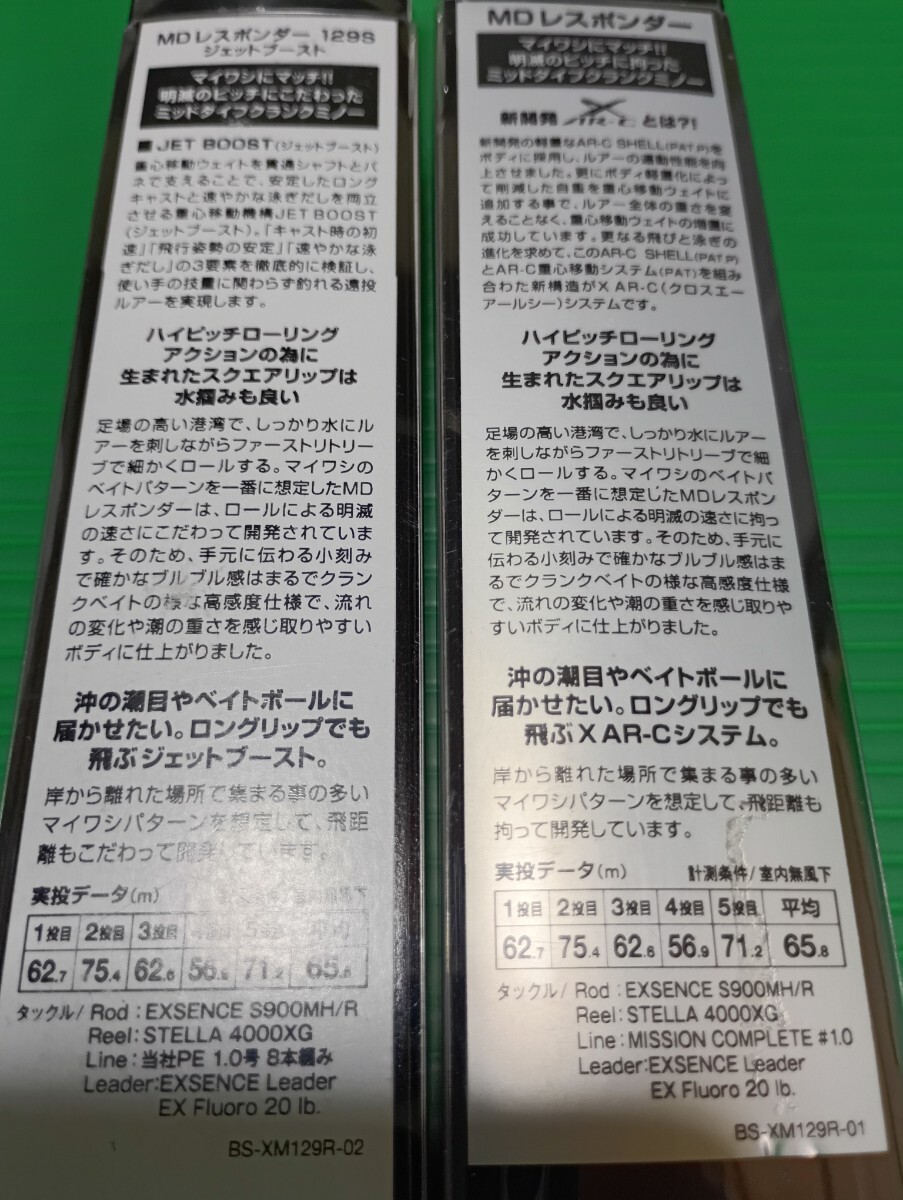 MDレスポンダー 129S
ジェットブースト
マイワシにマッチ!!
明滅のピッチにこだわった
ミッドダイブクランクミノー
■JET BOOST(ジェットブースト)
重心移動ウェイトを貫通シャフトとバ
ネで支えることで、安定したロング
キャストと速やかな泳ぎだしを両立
させる重心移動機構JET BOOST
(ジェットブースト)。「キャスト時の初
速」「飛行姿勢の安定」「速やかな泳
ぎだし」の3要素を徹底的に検証し、
使い手の技量に関わらず釣れる遠投
ルアーを実現します。
ハイピッチローリング
アクションの為に
生まれたスクエアリップは
水掴みも良い
足場の高い港湾で、しっかり水にル
アーを刺しながらファーストリトリー
ブで細かくロールする。マイワシの
ベイトパターンを一番に想定したMD
レスポンダーは、ロールによる明滅
の速さにこだわって開発されていま
す。そのため、手元に伝わる小刻み
で確かなブルブル感はまるでクラン
クベイトの様な高感度仕様で、流れ
の変化や潮の重さを感じ取りやすい
ボディに仕上がりました。
沖の潮目やベイトボールに
届かせたい。ロングリップでも
飛ぶジェットブースト。
岸から離れた場所で集まる事の多い
マイワシパターンを想定して、飛距
離もこだわって開発しています。
実投データ(m)
1投目 2投目 3投目 平均
62.7 75.4 62.6 56.9 71.2 65.8
タックル/ Rod : EXSENCE S900MH/R
Reel: STELLA 4000XG
Line : 当社PE 1.0号 8本編み
Leader:EXSENCE Leader
EX Fluoro 20 lb.
BS-XM129R-02
MDレスポンダー
マイワシにマッチ!!
明滅のピッチに拘った
ミッドダイブクランクミノー
新開発 X AR-C とは?!
新開発の軽量なAR-C SHELL(PAT.P)を
ボディに採用し、ルアーの運動性能を向
上させました。更にボディ軽量化によっ
て削減した自重を重心移動ウェイトに
追加する事で、ルアー全体の重さを変
えることなく、重心移動ウェイトの増量に
成功しています。更なる飛びと泳ぎの
進化を求めて、このAR-C SHELL(PAT.P)
とAR-C重心移動システム(PAT)を組み
合わた新構造がX AR-C(クロスエー
アールシー)システムです。
ハイピッチローリング
アクションの為に
生まれたスクエアリップは
水掴みも良い
足場の高い港湾で、しっかり水にルアー
を刺しながらファーストリトリーブで細
かくロールする。マイワシのベイトパ
ターンを一番に想定したMDレスポン
ダーは、ロールによる明滅の速さに拘っ
て開発されています。そのため、手元に
伝わる小刻みで確かなブルブル感はま
るでクランクベイトの様な高感度仕様
で、流れの変化や潮の重さを感じ取りや
すいボディに仕上がりました。
沖の潮目やベイトボールに
届かせたい。ロングリップでも
飛ぶX AR-Cシステム。
岸から離れた場所で集まる事の多い
マイワシパターンを想定して、飛距離も
拘って開発しています。
実投データ(m) 計測条件/室内無風下
1投目 2投目 3投目 4投目 5投目 平均
62.7 75.4 62.6 56.9 71.2 65.8
タックル/ Rod : EXSENCE S900MH/R
Reel: STELLA 4000XG
Line : MISSION COMPLETE #1.0
Leader:EXSENCE Leader
EX Fluoro 20 lb.
BS-XM129R-01